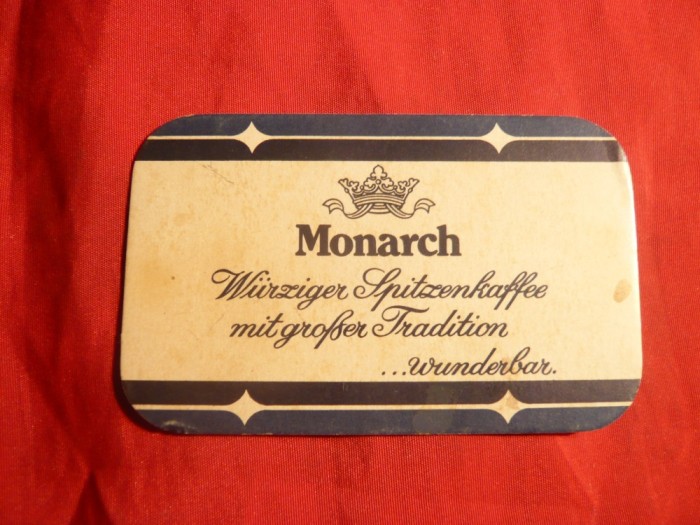 Monarch
Würziger Spitzenkaffee
mit großer Tradition
...wunderbar.